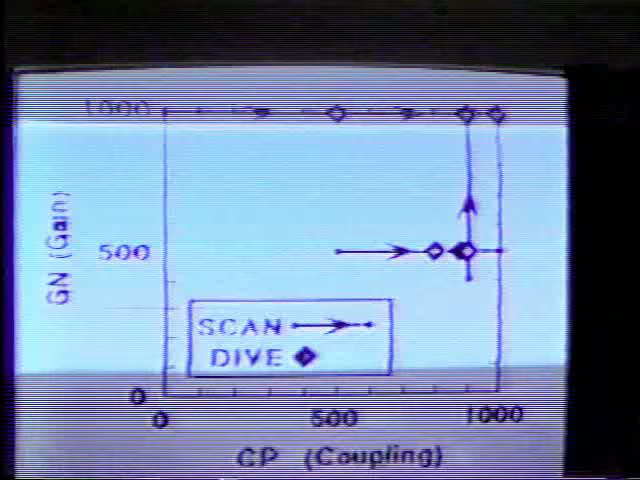 1000
GN (Gain)
500
SCAN
DIVE
0
0 500 1000
CP (Coupling)